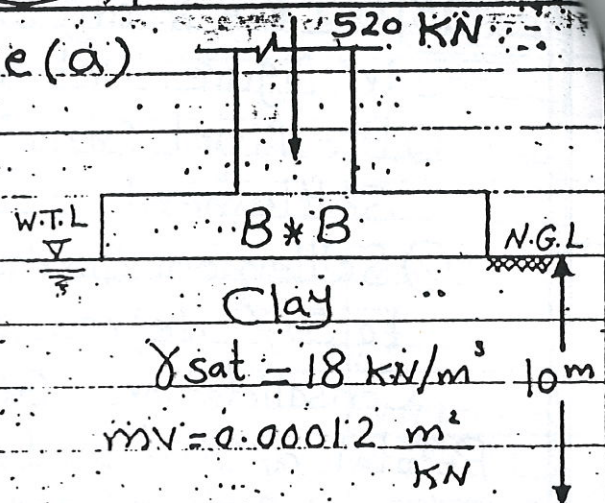 520 KN
e (a)
W.T.L
B * B
N.G.L
Clay
γsat = 18 KN/m³
10m
mv = 0.00012 m²/KN